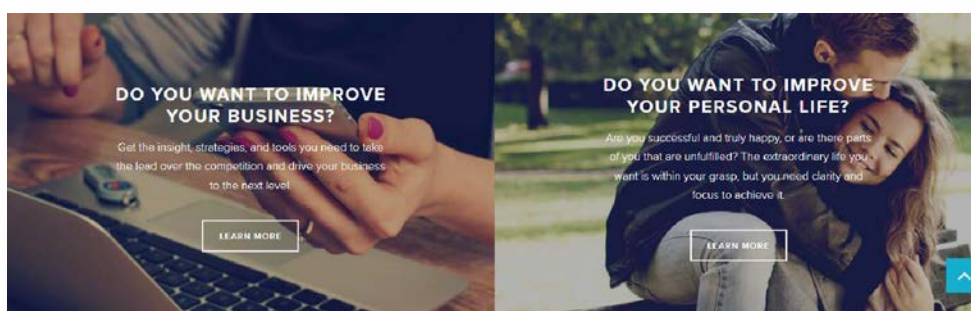 DO YOU WANT TO IMPROVE
YOUR BUSINESS?
Get the insight, strategies, and tools you need to take
the lead over the competition and drive your business
to the next level.
LEARN MORE
DO YOU WANT TO IMPROVE
YOUR PERSONAL LIFE?
Are you successful and truly happy, or are there parts
of you that are unfulfilled? The extraordinary life you
want is within your grasp, but you need clarity and
focus to achieve it.
LEARN MORE